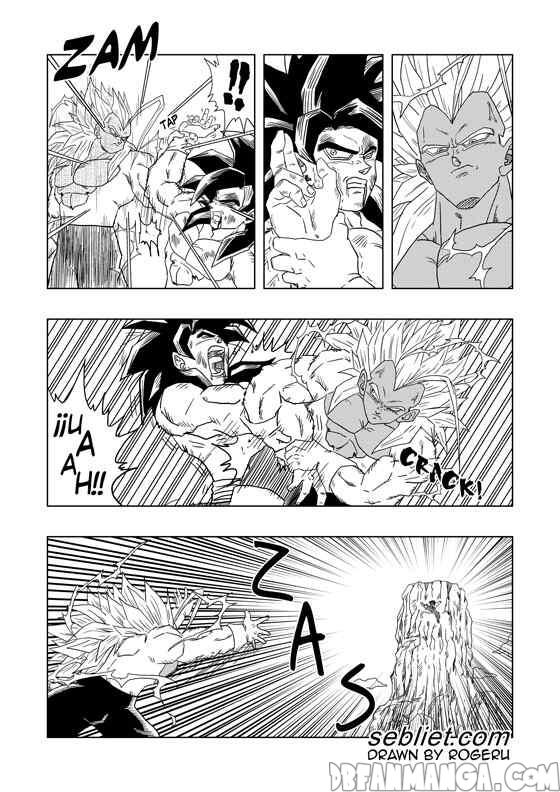 ZAM
TAP
!!
¡¡UA
A
AH!!
CRACK!
ZAS
sebliet.com
DRAWN BY ROGERU
DBFANMANGA.COM